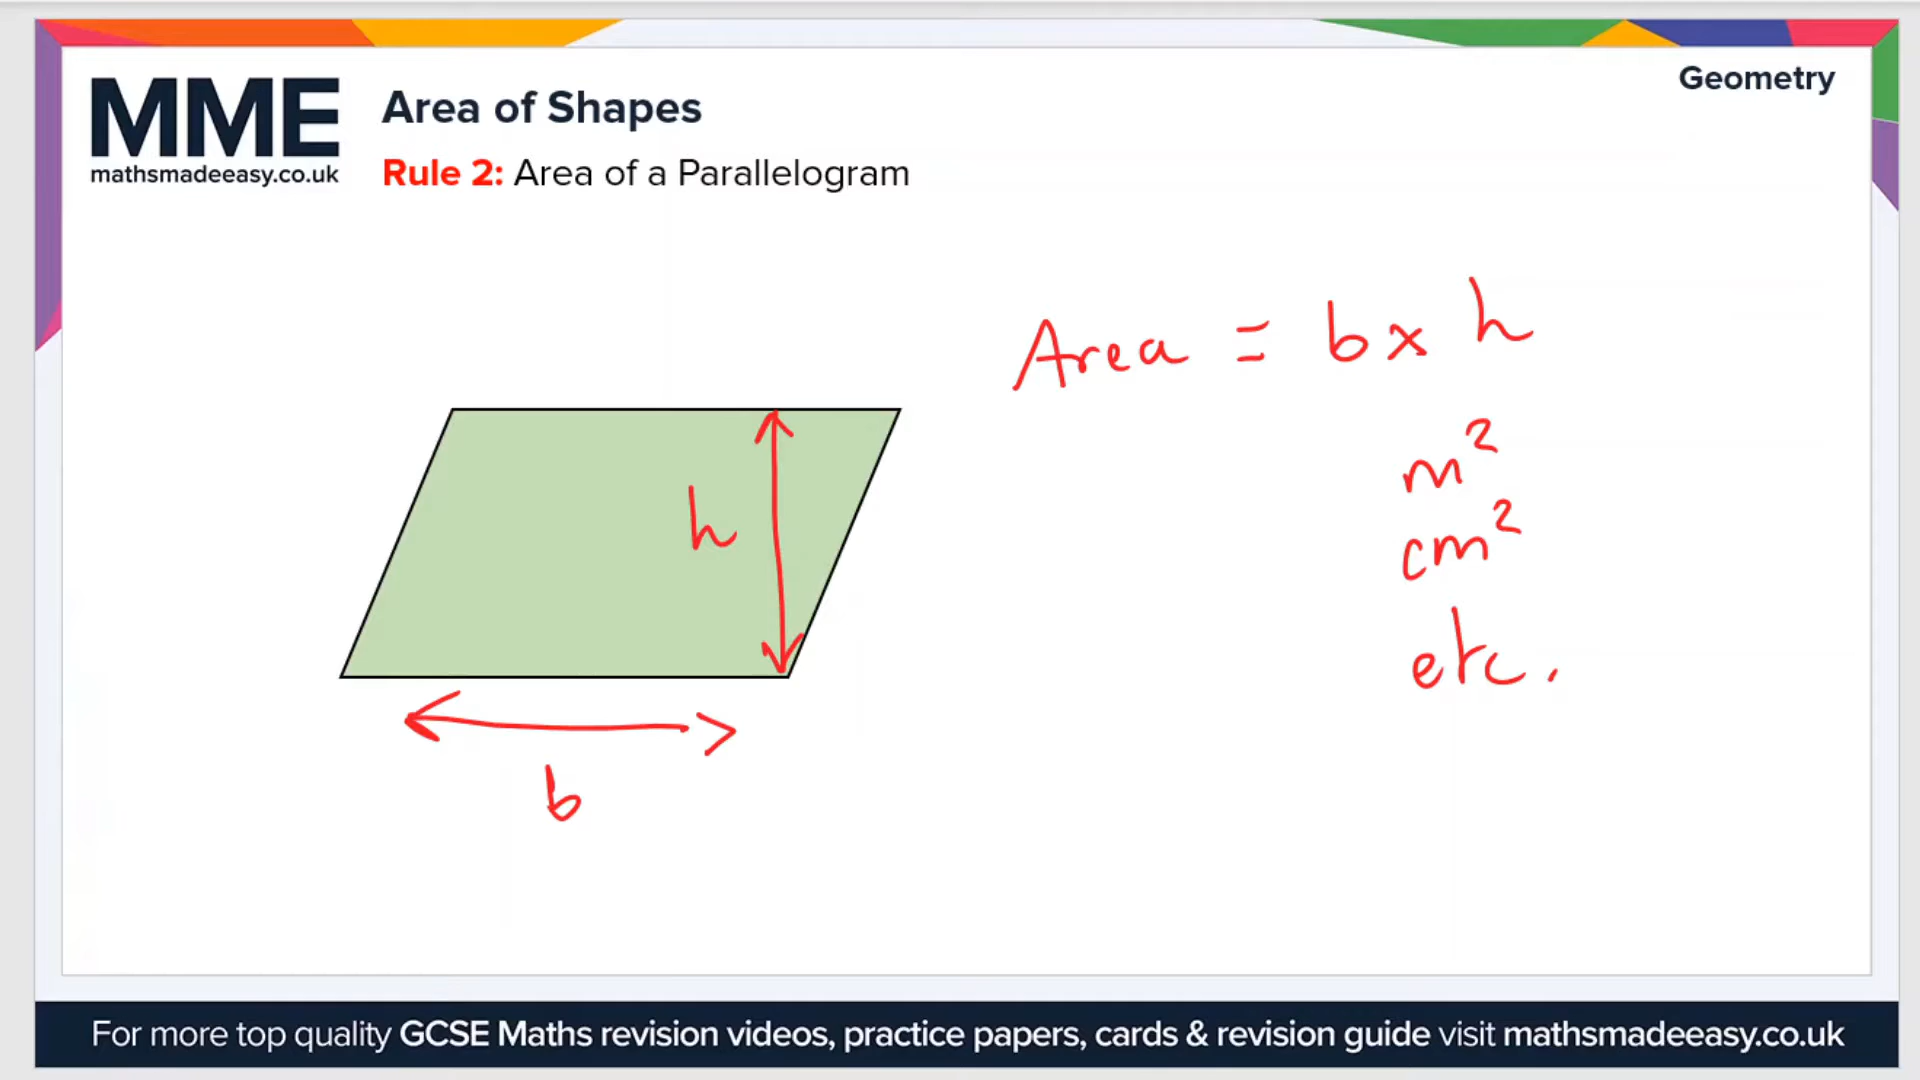 MME
mathsmadeeasy.co.uk
Area of Shapes
Rule 2: Area of a Parallelogram
Geometry
Area = b x h
m²
cm²
etc.
h
b
For more top quality GCSE Maths revision videos, practice papers, cards & revision guide visit mathsmadeeasy.co.uk